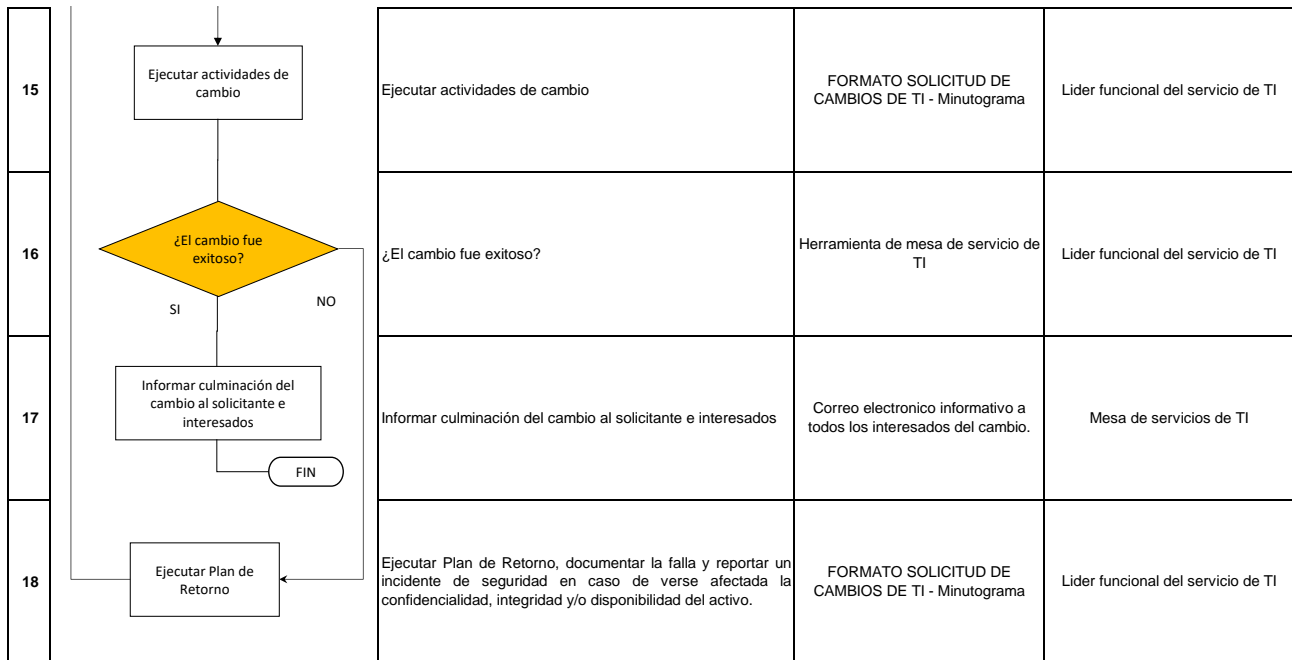 15
Ejecutar actividades de
cambio
Ejecutar actividades de cambio
FORMATO SOLICITUD DE
CAMBIOS DE TI - Minutograma
Lider funcional del servicio de TI
16
¿El cambio fue
exitoso?
SI
NO
¿El cambio fue exitoso?
Herramienta de mesa de servicio de
TI
Lider funcional del servicio de TI
17
Informar culminación del
cambio al solicitante e
interesados
FIN
Informar culminación del cambio al solicitante e interesados
Correo electronico informativo a
todos los interesados del cambio.
Mesa de servicios de TI
18
Ejecutar Plan de
Retorno
Ejecutar Plan de Retorno, documentar la falla y reportar un
incidente de seguridad en caso de verse afectada la
confidencialidad, integridad y/o disponibilidad del activo.
FORMATO SOLICITUD DE
CAMBIOS DE TI - Minutograma
Lider funcional del servicio de TI